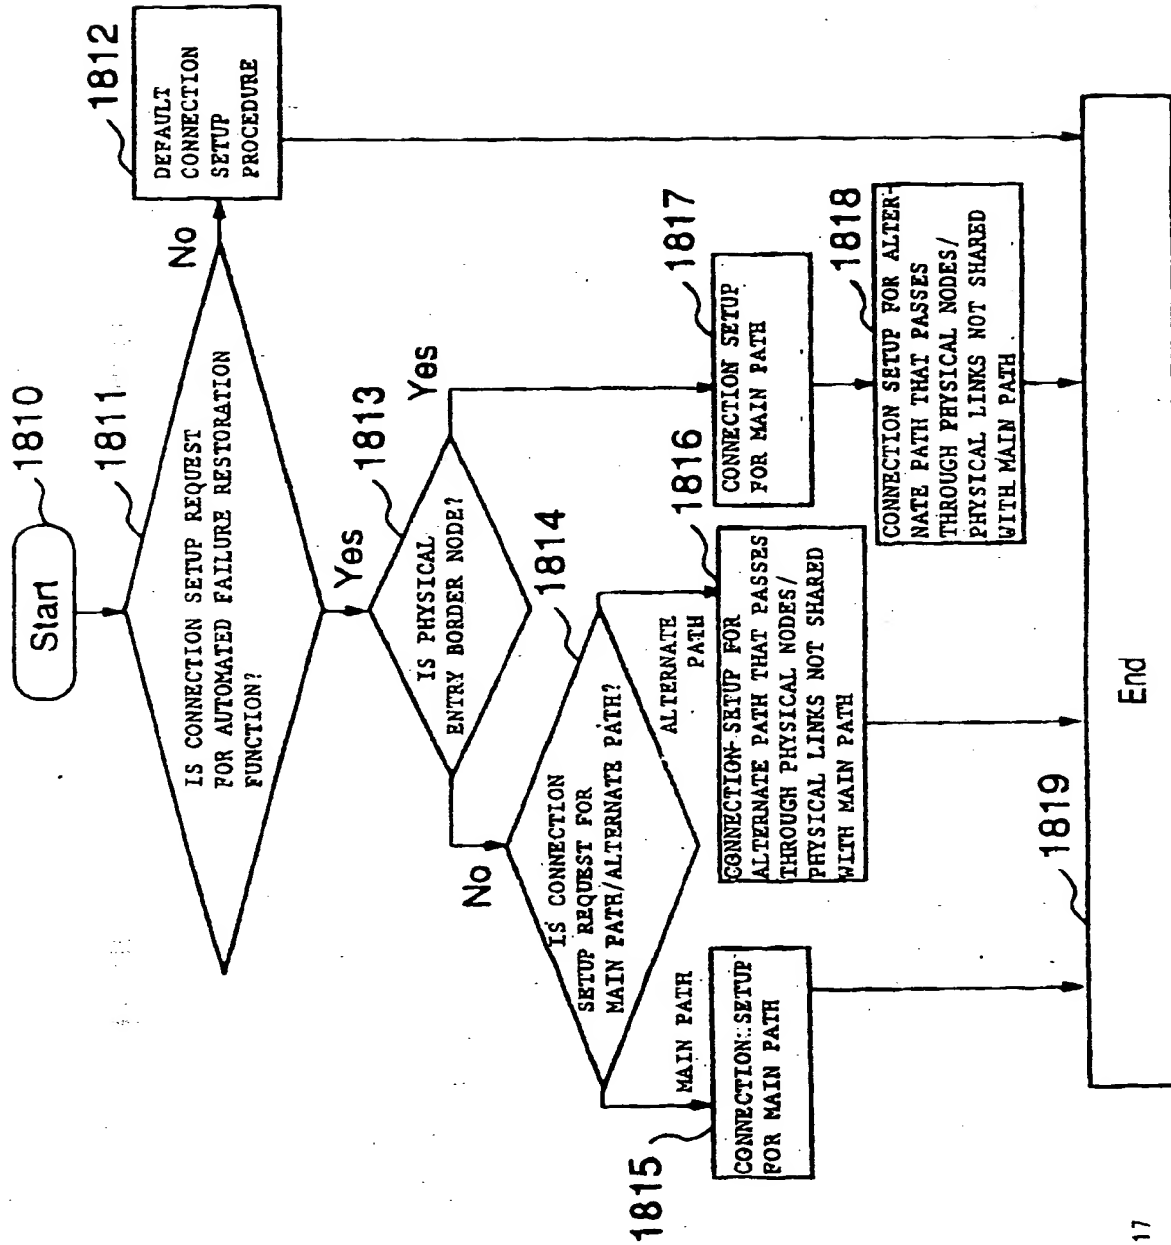 1810
Start
1811
IS CONNECTION SETUP REQUEST
FOR AUTOMATED FAILURE RESTORATION
FUNCTION?
No
1812
DEFAULT
CONNECTION
SETUP
PROCEDURE
Yes
1813
IS PHYSICAL
ENTRY BORDER NODE?
Yes
No
1814
IS CONNECTION
SETUP REQUEST FOR
MAIN PATH/ALTERNATE PATH?
MAIN PATH
ALTERNATE
PATH
1815
CONNECTION SETUP
FOR MAIN PATH
1816
CONNECTION SETUP FOR
ALTERNATE PATH THAT PASSES
THROUGH PHYSICAL NODES/
PHYSICAL LINKS NOT SHARED
WITH MAIN PATH
1817
CONNECTION SETUP
FOR MAIN PATH
1818
CONNECTION SETUP FOR ALTER-
NATE PATH THAT PASSES
THROUGH PHYSICAL NODES/
PHYSICAL LINKS NOT SHARED
WITH MAIN PATH
1819
End
17